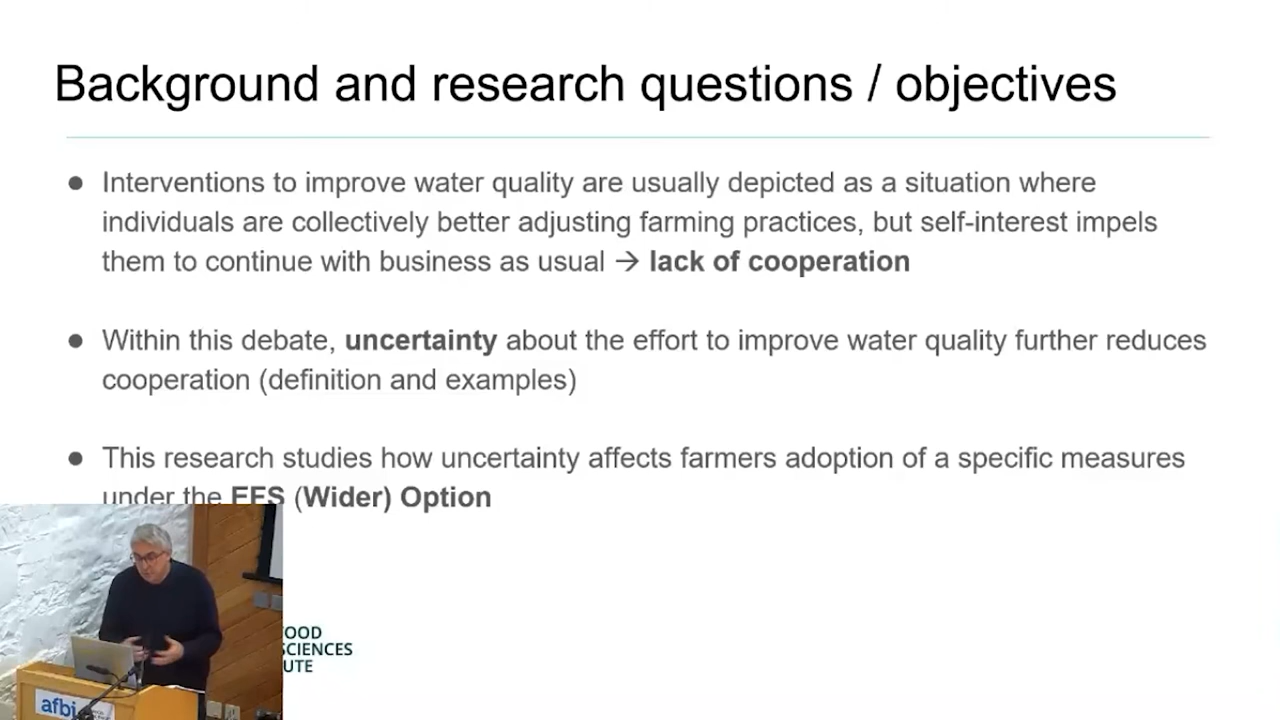 Background and research questions / objectives
● Interventions to improve water quality are usually depicted as a situation where
individuals are collectively better adjusting farming practices, but self-interest impels
them to continue with business as usual → lack of cooperation
● Within this debate, uncertainty about the effort to improve water quality further reduces
cooperation (definition and examples)
● This research studies how uncertainty affects farmers adoption of a specific measures
under the EFS (Wider) Option
OOD
SCIENCES
UTE
afbi